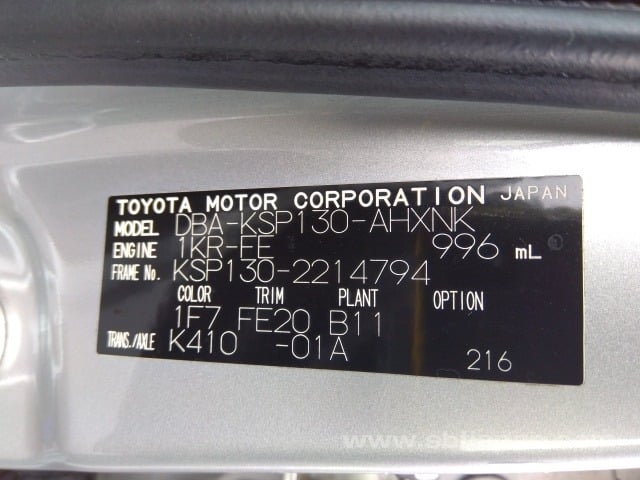 TOYOTA MOTOR CORPORATION JAPAN
MODEL DBA-KSP130-AHXNK
ENGINE 1KR-FE 996 mL
FRAME No. KSP130-2214794
COLOR TRIM PLANT OPTION
1F7 FE20 B11
TRANS./AXLE K410 -01A
216